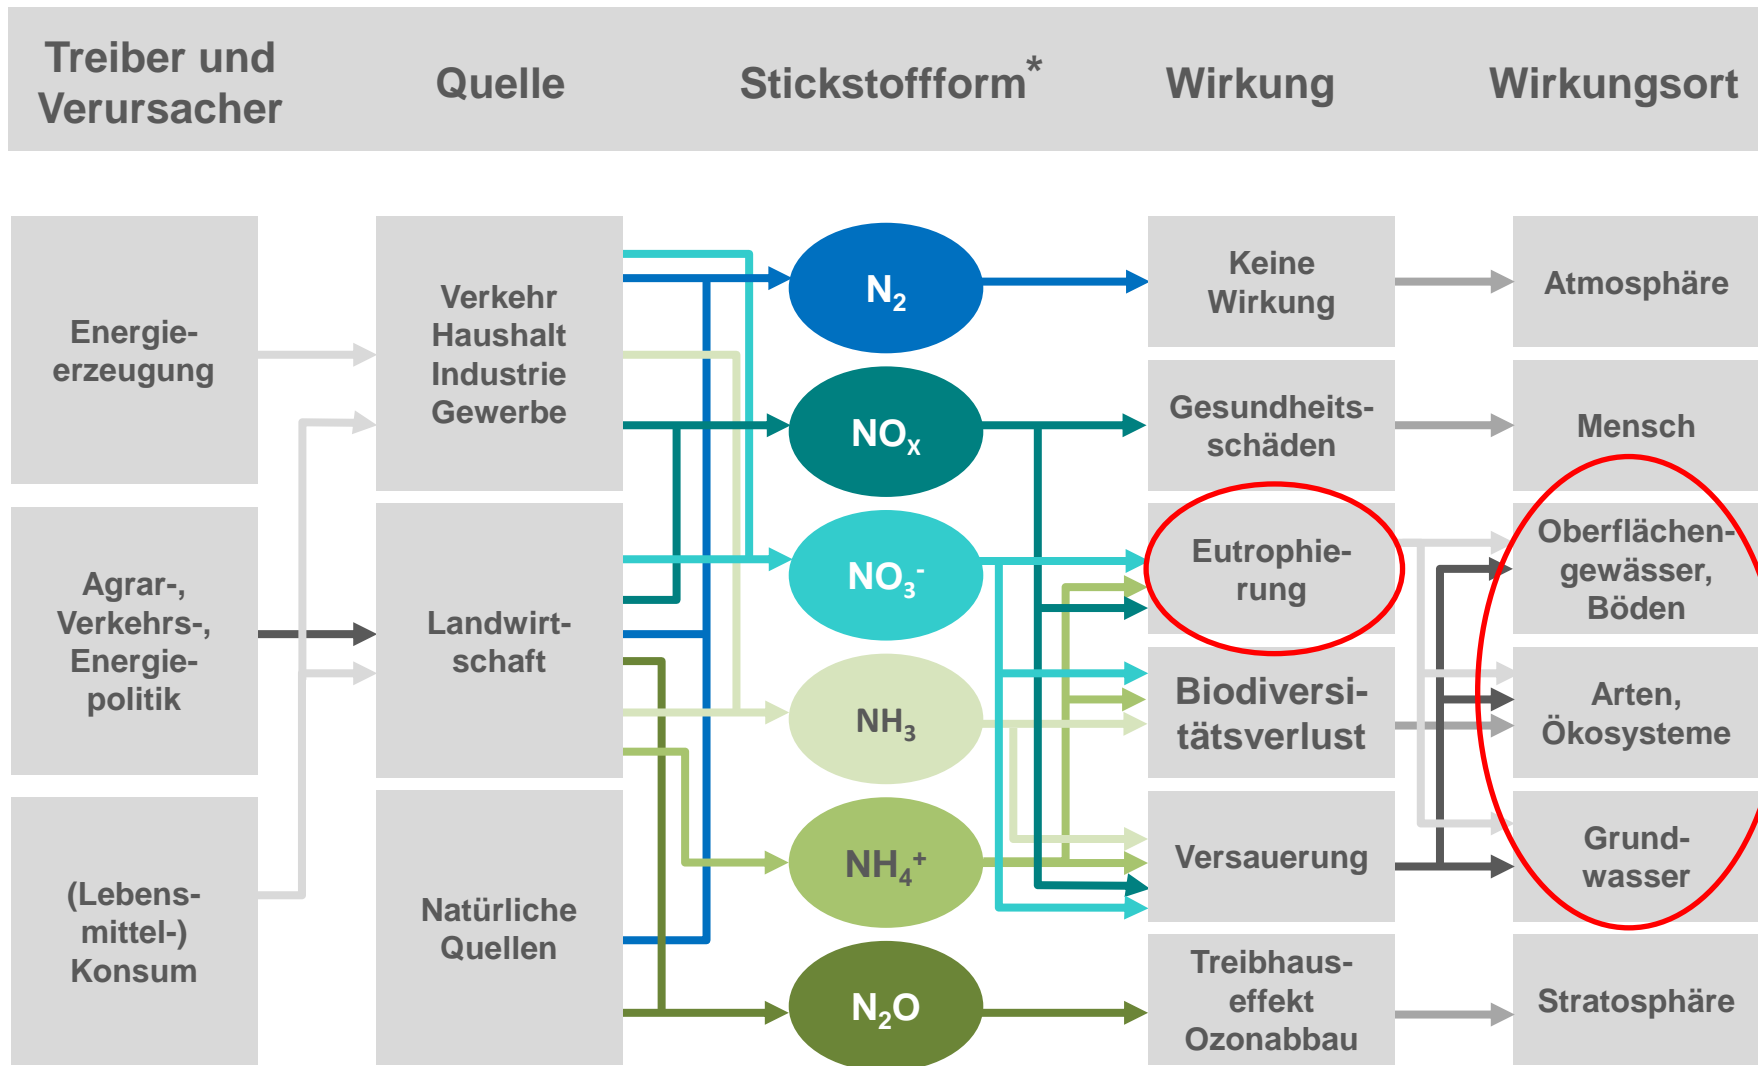 Treiber und
Verursacher
Quelle
Stickstoffform*
Wirkung
Wirkungsort
Energie-
erzeugung
Agrar-,
Verkehrs-,
Energie-
politik
(Lebens-
mittel-)
Konsum
Verkehr
Haushalt
Industrie
Gewerbe
Landwirt-
schaft
Natürliche
Quellen
N₂
NOₓ
NO₃⁻
NH₃
NH₄⁺
N₂O
Keine
Wirkung
Gesundheits-
schäden
Eutrophie-
rung
Biodiversi-
tätsverlust
Versauerung
Treibhaus-
effekt
Ozonabbau
Atmosphäre
Mensch
Oberflächen-
gewässer,
Böden
Arten,
Ökosysteme
Grund-
wasser
Stratosphäre